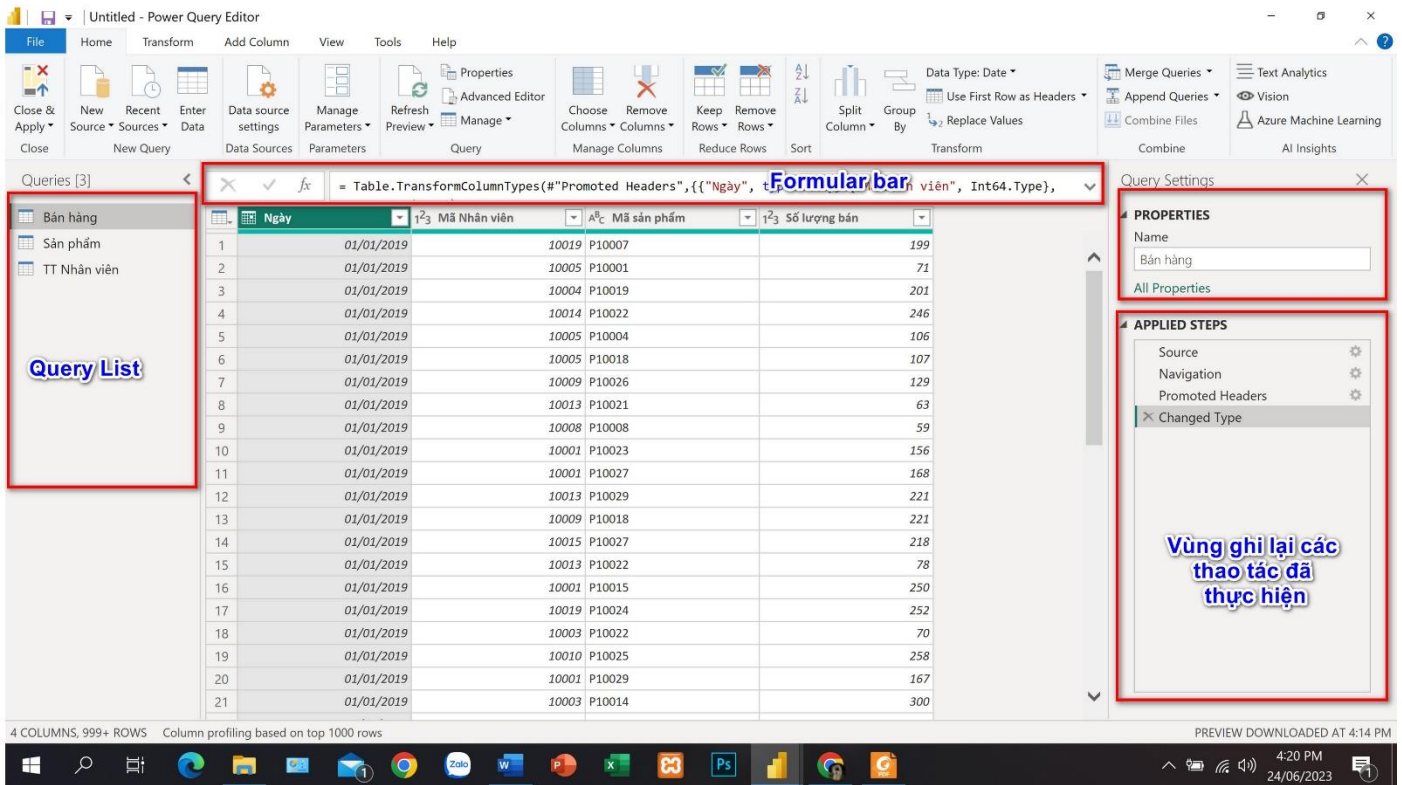 Untitled - Power Query Editor
File Home Transform Add Column View Tools Help
Close & Apply
New Source
Recent Sources
Enter Data
Data source settings
Manage Parameters
Refresh Preview
Properties
Advanced Editor
Manage
Choose Columns
Remove Columns
Keep Rows
Remove Rows
Split Column
Group By
Data Type: Date
Use First Row as Headers
Replace Values
Merge Queries
Append Queries
Combine Files
Text Analytics
Vision
Azure Machine Learning
Close New Query Data Sources Parameters Query Manage Columns Reduce Rows Sort Transform Combine AI Insights
Queries [3]
Bán hàng
Sản phẩm
TT Nhân viên
Query List
fx = Table.TransformColumnTypes(#"Promoted Headers",{{"Ngày", viên", Int64.Type},
Formular bar
Ngày 123 Mã Nhân viên ABC Mã sản phẩm 123 Số lượng bán
1 01/01/2019 10019 P10007 199
2 01/01/2019 10005 P10001 71
3 01/01/2019 10004 P10019 201
4 01/01/2019 10014 P10022 246
5 01/01/2019 10005 P10004 106
6 01/01/2019 10005 P10018 107
7 01/01/2019 10009 P10026 129
8 01/01/2019 10013 P10021 63
9 01/01/2019 10008 P10008 59
10 01/01/2019 10001 P10023 156
11 01/01/2019 10001 P10027 168
12 01/01/2019 10013 P10029 221
13 01/01/2019 10009 P10018 221
14 01/01/2019 10015 P10027 218
15 01/01/2019 10013 P10022 78
16 01/01/2019 10001 P10015 250
17 01/01/2019 10019 P10024 252
18 01/01/2019 10003 P10022 70
19 01/01/2019 10010 P10025 258
20 01/01/2019 10001 P10029 167
21 01/01/2019 10003 P10014 300
Query Settings
PROPERTIES
Name
Bán hàng
All Properties
APPLIED STEPS
Source
Navigation
Promoted Headers
Changed Type
Vùng ghi lại các
thao tác đã
thực hiện
4 COLUMNS, 999+ ROWS Column profiling based on top 1000 rows
PREVIEW DOWNLOADED AT 4:14 PM
Zalo
Ps
4:20 PM
24/06/2023